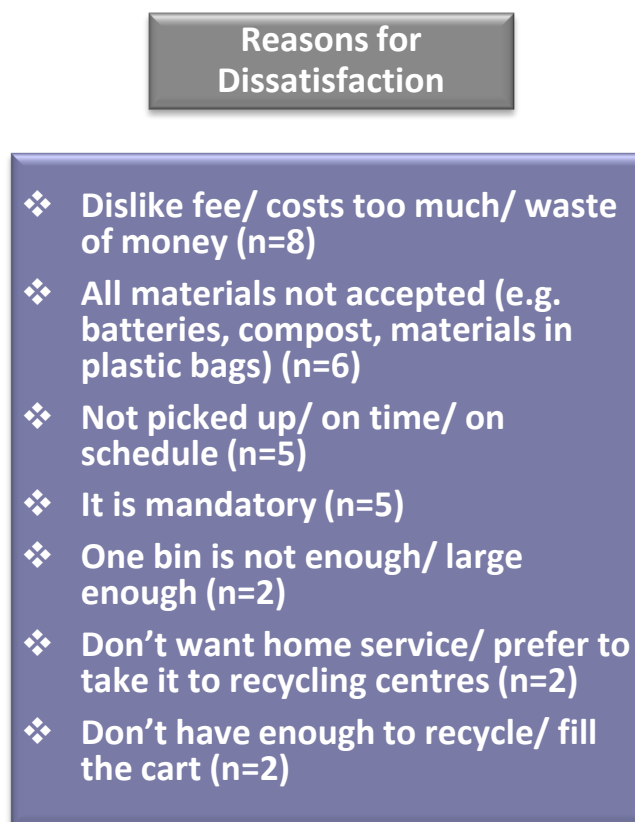 Reasons for
Dissatisfaction
❖ Dislike fee/ costs too much/ waste
of money (n=8)
❖ All materials not accepted (e.g.
batteries, compost, materials in
plastic bags) (n=6)
❖ Not picked up/ on time/ on
schedule (n=5)
❖ It is mandatory (n=5)
❖ One bin is not enough/ large
enough (n=2)
❖ Don’t want home service/ prefer to
take it to recycling centres (n=2)
❖ Don’t have enough to recycle/ fill
the cart (n=2)